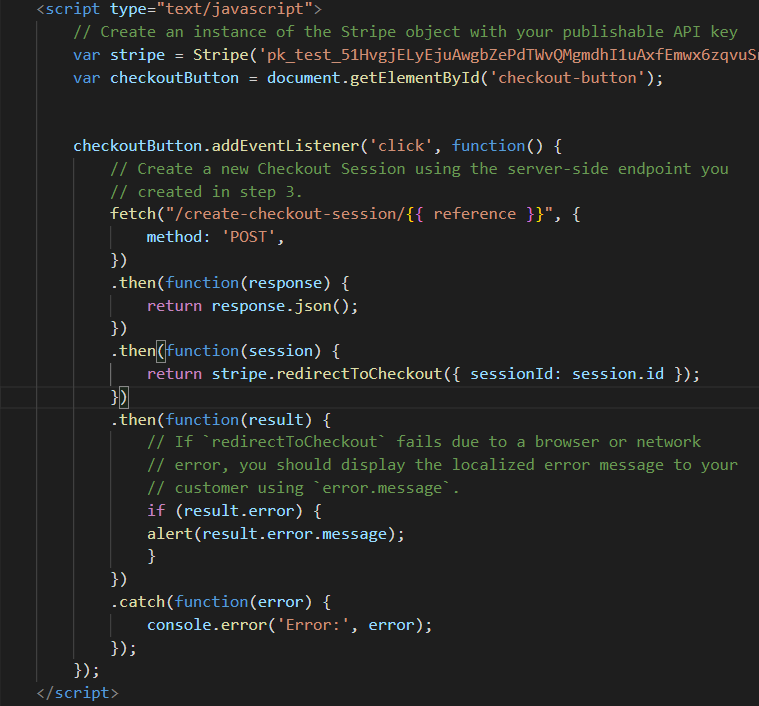 <script type="text/javascript">
// Create an instance of the Stripe object with your publishable API key
var stripe = Stripe('pk_test_51HvgjELyEjuAwgbZePdTWvQMgmdhI1uAxfEmwx6zqvuS
var checkoutButton = document.getElementById('checkout-button');
checkoutButton.addEventListener('click', function() {
// Create a new Checkout Session using the server-side endpoint you
// created in step 3.
fetch("/create-checkout-session/{{ reference }}", {
method: 'POST',
})
.then(function(response) {
return response.json();
})
.then(function(session) {
return stripe.redirectToCheckout({ sessionId: session.id });
})
.then(function(result) {
// If `redirectToCheckout` fails due to a browser or network
// error, you should display the localized error message to your
// customer using `error.message`.
if (result.error) {
alert(result.error.message);
}
})
.catch(function(error) {
console.error('Error:', error);
});
});
</script>